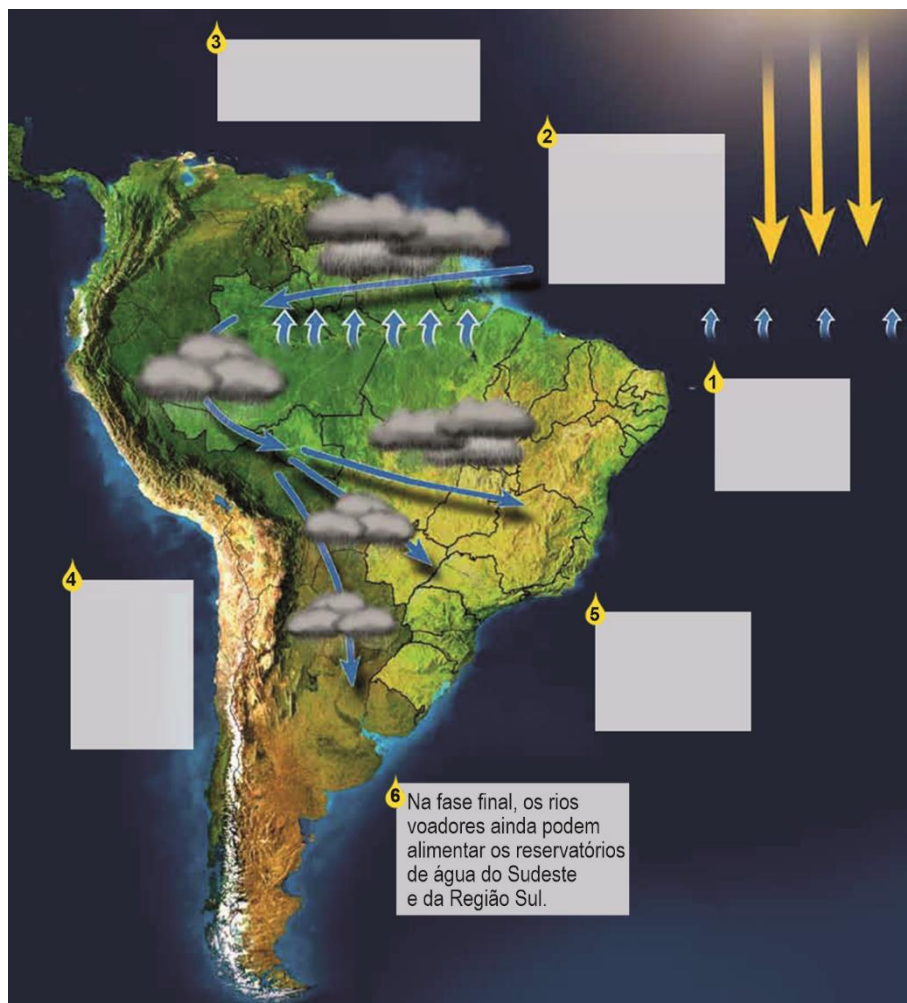 3
2
1
4
5
6 Na fase final, os rios
voadores ainda podem
alimentar os reservatórios
de água do Sudeste
e da Região Sul.